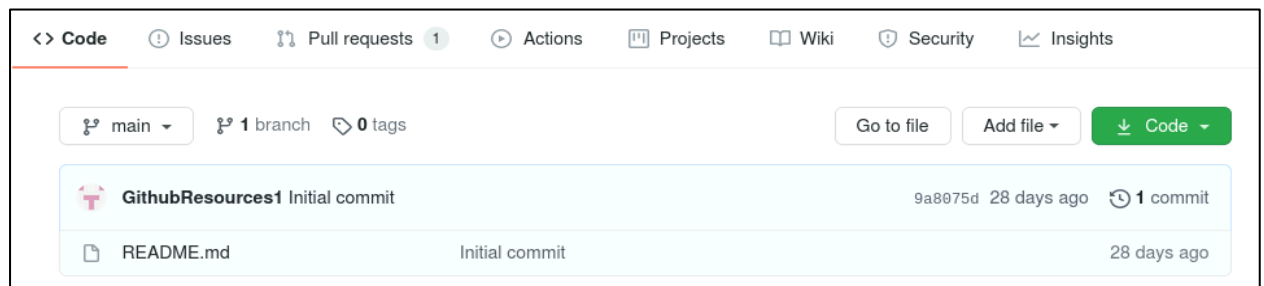 Code Issues Pull requests 1 Actions Projects Wiki Security Insights
main 1 branch 0 tags Go to file Add file Code
GithubResources1 Initial commit 9a8075d 28 days ago 1 commit
README.md Initial commit 28 days ago